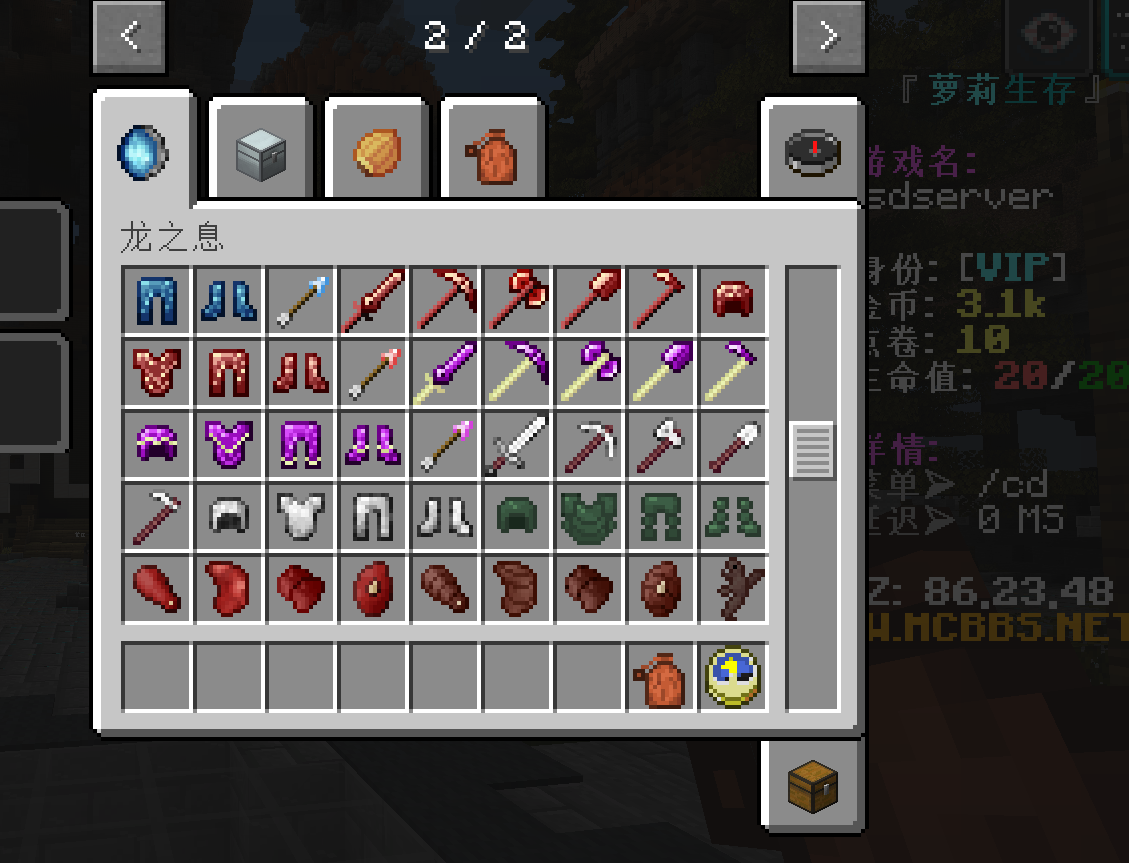 2 / 2
『萝莉生存』
游戏名:
sdserver
龙之息
身份: [VIP]
金币: 3.1k
点卷: 10
生命值: 20/20
详情:
菜单➢ /cd
延迟➢ 0 MS
Z: 86.23.48
W.MCBBS.NET